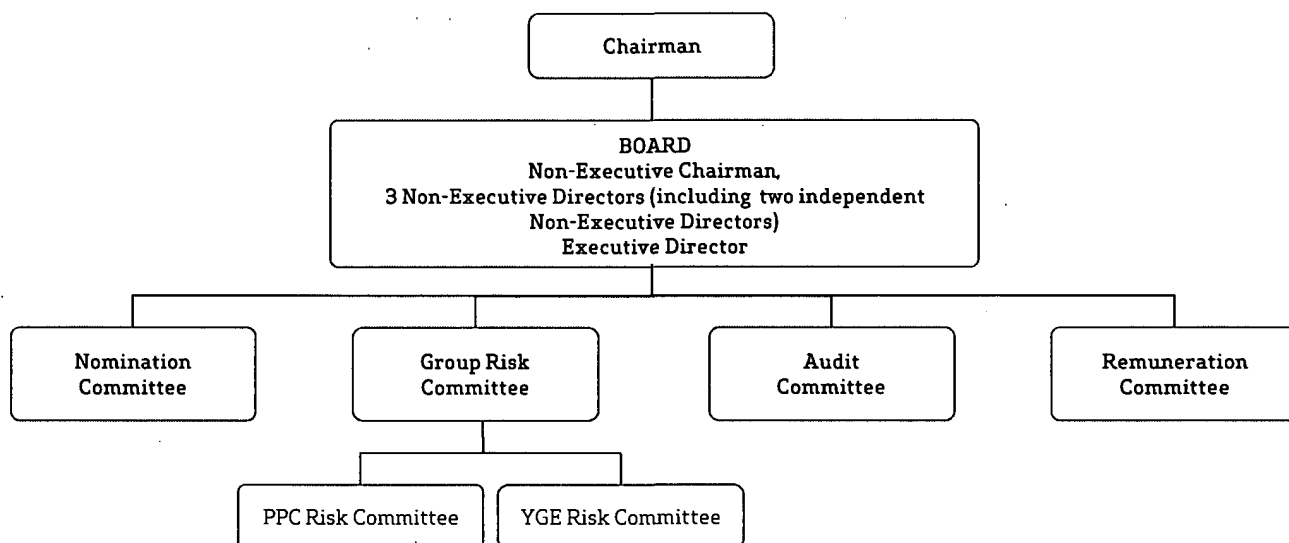 Chairman
BOARD
Non-Executive Chairman,
3 Non-Executive Directors (including two independent
Non-Executive Directors)
Executive Director
Nomination
Committee
Group Risk
Committee
Audit
Committee
Remuneration
Committee
PPC Risk Committee
YGE Risk Committee